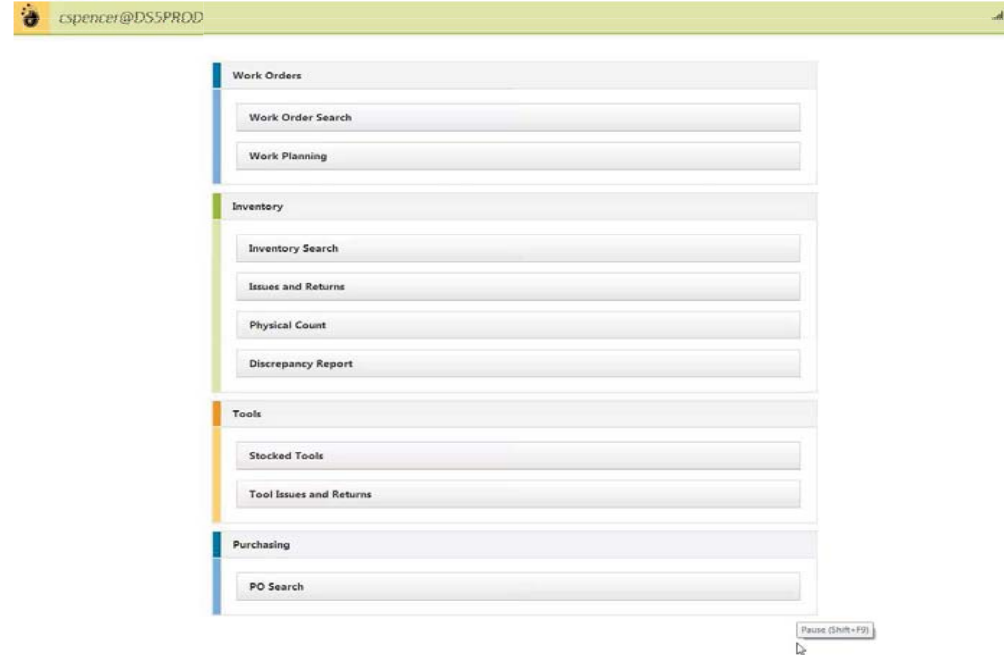 cspencer@DS5PROD
Work Orders
Work Order Search
Work Planning
Inventory
Inventory Search
Issues and Returns
Physical Count
Discrepancy Report
Tools
Stocked Tools
Tool Issues and Returns
Purchasing
PO Search
Pause (Shift+F9)